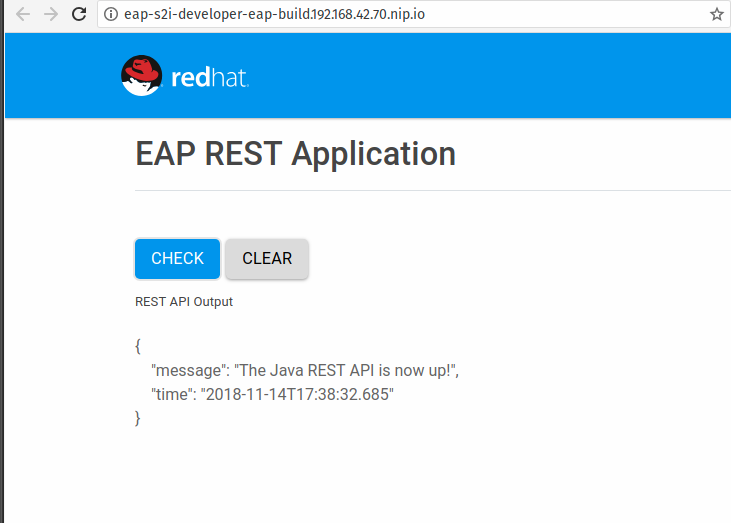 eap-s2i-developer-eap-build.192.168.42.70.nip.io
redhat.
EAP REST Application
CHECK CLEAR
REST API Output
{
"message": "The Java REST API is now up!",
"time": "2018-11-14T17:38:32.685"
}